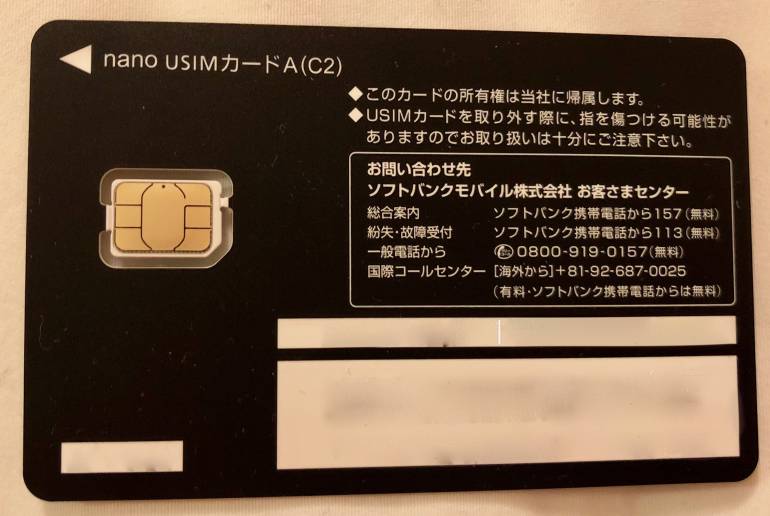 nano USIMカードA(C2)
◆このカードの所有権は当社に帰属します。
◆USIMカードを取り外す際に、指を傷つける可能性が
ありますのでお取り扱いは十分にご注意下さい。
お問い合わせ先
ソフトバンクモバイル株式会社 お客さまセンター
総合案内 ソフトバンク携帯電話から157(無料)
紛失・故障受付 ソフトバンク携帯電話から113(無料)
一般電話から 0800-919-0157(無料)
国際コールセンター [海外から]+81-92-687-0025
(有料・ソフトバンク携帯電話からは無料)